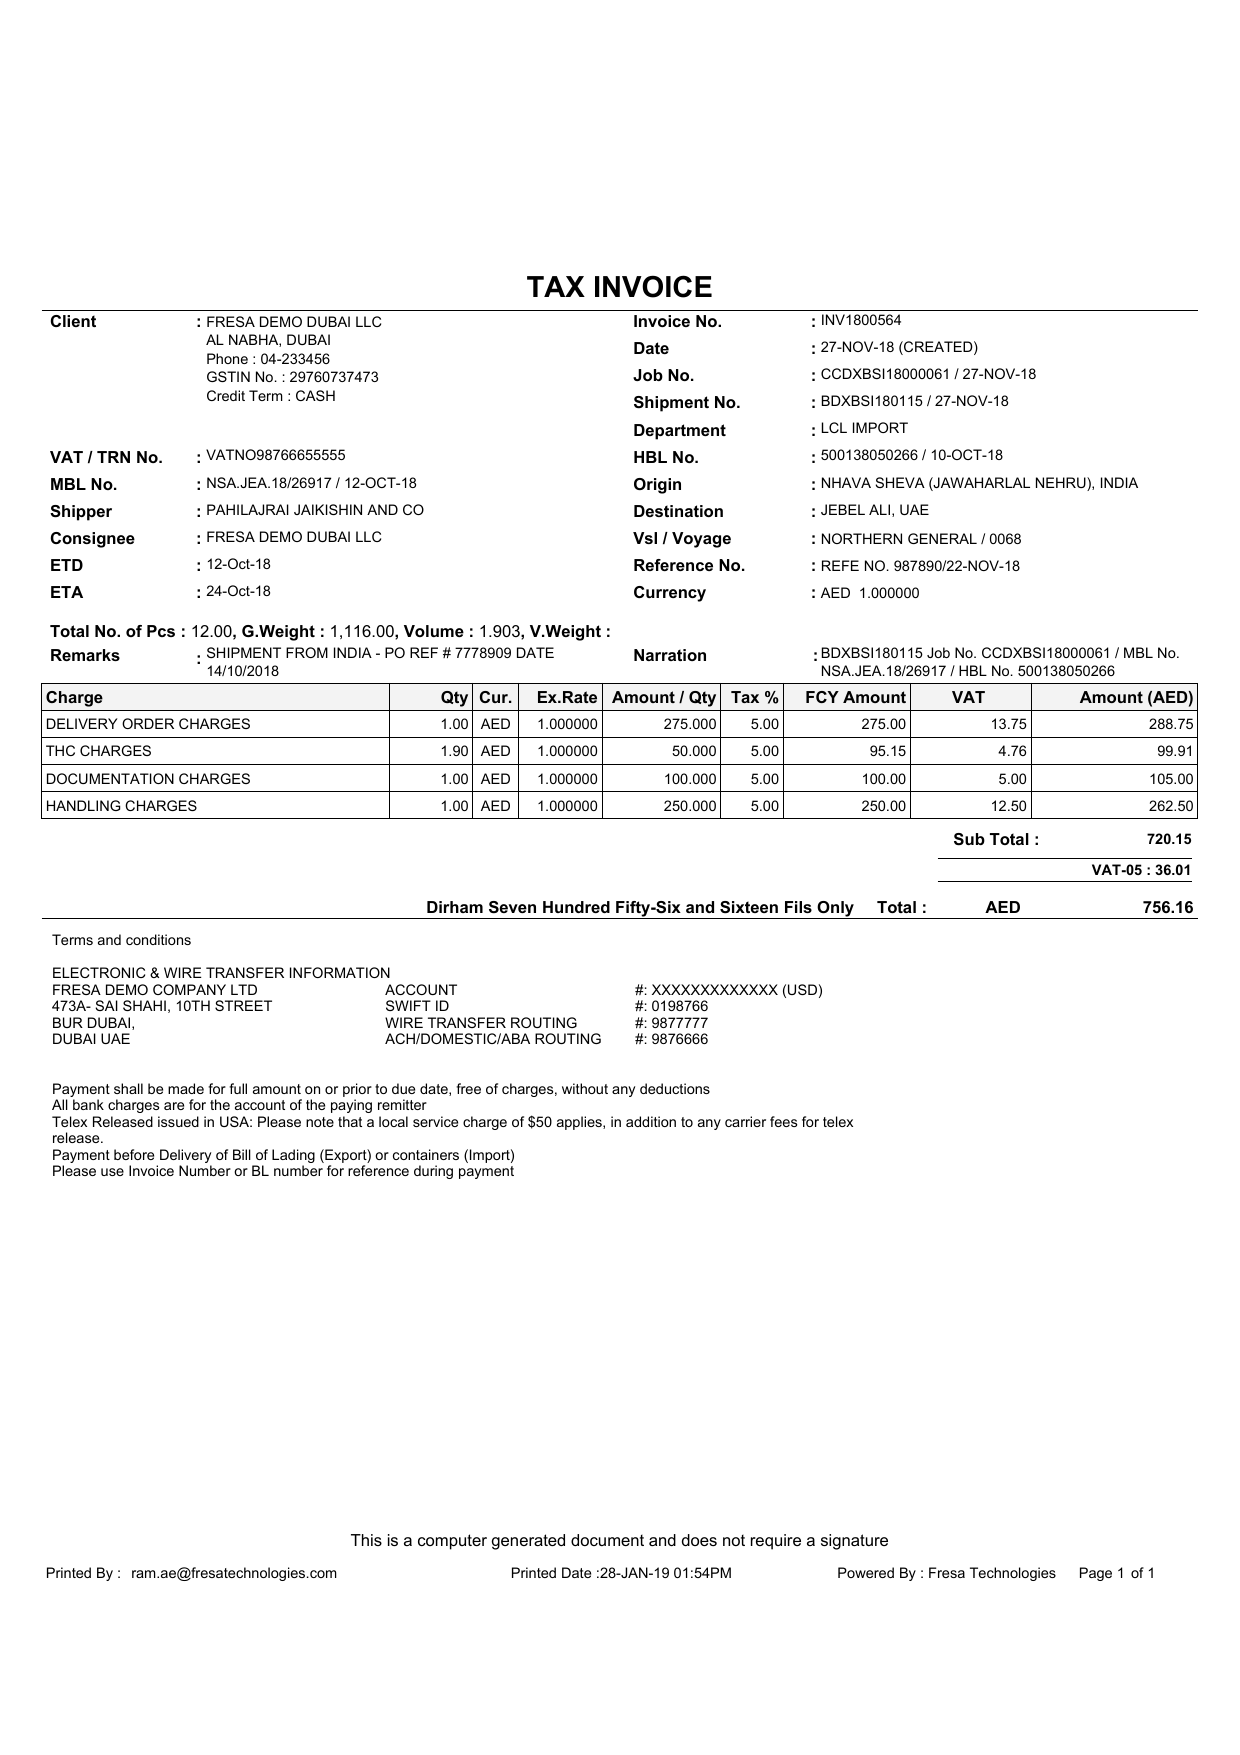 TAX INVOICE
Client : FRESA DEMO DUBAI LLC
AL NABHA, DUBAI
Phone : 04-233456
GSTIN No. : 29760737473
Credit Term : CASH
Invoice No. : INV1800564
Date : 27-NOV-18 (CREATED)
Job No. : CCDXBSI18000061 / 27-NOV-18
Shipment No. : BDXBSI180115 / 27-NOV-18
Department : LCL IMPORT
VAT / TRN No. : VATNO98766655555 HBL No. : 500138050266 / 10-OCT-18
MBL No. : NSA.JEA.18/26917 / 12-OCT-18 Origin : NHAVA SHEVA (JAWAHARLAL NEHRU), INDIA
Shipper : PAHILAJRAI JAIKISHIN AND CO Destination : JEBEL ALI, UAE
Consignee : FRESA DEMO DUBAI LLC Vsl / Voyage : NORTHERN GENERAL / 0068
ETD : 12-Oct-18 Reference No. : REFE NO. 987890/22-NOV-18
ETA : 24-Oct-18 Currency : AED 1.000000
Total No. of Pcs : 12.00, G.Weight : 1,116.00, Volume : 1.903, V.Weight :
Remarks : SHIPMENT FROM INDIA - PO REF # 7778909 DATE
14/10/2018
Narration : BDXBSI180115 Job No. CCDXBSI18000061 / MBL No.
NSA.JEA.18/26917 / HBL No. 500138050266
Charge Qty Cur. Ex.Rate Amount / Qty Tax % FCY Amount VAT Amount (AED)
DELIVERY ORDER CHARGES 1.00 AED 1.000000 275.000 5.00 275.00 13.75 288.75
THC CHARGES 1.90 AED 1.000000 50.000 5.00 95.15 4.76 99.91
DOCUMENTATION CHARGES 1.00 AED 1.000000 100.000 5.00 100.00 5.00 105.00
HANDLING CHARGES 1.00 AED 1.000000 250.000 5.00 250.00 12.50 262.50
Sub Total : 720.15
VAT-05 : 36.01
Dirham Seven Hundred Fifty-Six and Sixteen Fils Only Total : AED 756.16
Terms and conditions
ELECTRONIC & WIRE TRANSFER INFORMATION
FRESA DEMO COMPANY LTD ACCOUNT #: XXXXXXXXXXXXX (USD)
473A- SAI SHAHI, 10TH STREET SWIFT ID #: 0198766
BUR DUBAI, WIRE TRANSFER ROUTING #: 9877777
DUBAI UAE ACH/DOMESTIC/ABA ROUTING #: 9876666
Payment shall be made for full amount on or prior to due date, free of charges, without any deductions
All bank charges are for the account of the paying remitter
Telex Released issued in USA: Please note that a local service charge of $50 applies, in addition to any carrier fees for telex
release.
Payment before Delivery of Bill of Lading (Export) or containers (Import)
Please use Invoice Number or BL number for reference during payment
This is a computer generated document and does not require a signature
Printed By : ram.ae@fresatechnologies.com Printed Date :28-JAN-19 01:54PM Powered By : Fresa Technologies Page 1 of 1